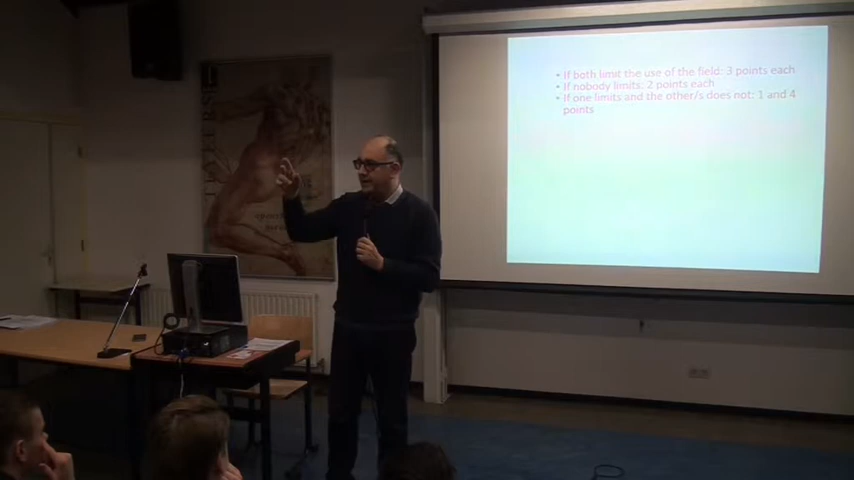 • If both limit the use of the field: 3 points each
• If nobody limits: 2 points each
• If one limits and the other/s does not: 1 and 4
points